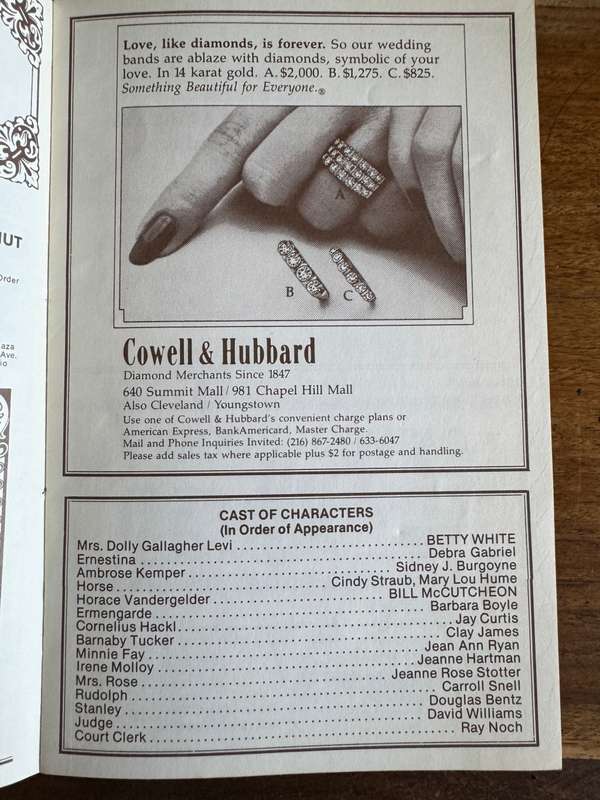 UT
Order
aza
Ave.
io
Love, like diamonds, is forever. So our wedding
bands are ablaze with diamonds, symbolic of your
love. In 14 karat gold. A. $2,000. B. $1,275. C. $825.
Something Beautiful for Everyone.®
A
B
C
Cowell & Hubbard
Diamond Merchants Since 1847
640 Summit Mall / 981 Chapel Hill Mall
Also Cleveland / Youngstown
Use one of Cowell & Hubbard's convenient charge plans or
American Express, BankAmericard, Master Charge.
Mail and Phone Inquiries Invited: (216) 867-2480 / 633-6047
Please add sales tax where applicable plus $2 for postage and handling.
CAST OF CHARACTERS
(In Order of Appearance)
Mrs. Dolly Gallagher Levi . . . . . . . . . . . . . . . . . . . . . . . . . . . BETTY WHITE
Ernestina . . . . . . . . . . . . . . . . . . . . . . . . . . . Debra Gabriel
Ambrose Kemper . . . . . . . . . . . . . . . . . . . . . . . . . . . Sidney J. Burgoyne
Horse . . . . . . . . . . . . . . . . . . . . . . . . . . . Cindy Straub, Mary Lou Hume
Horace Vandergelder . . . . . . . . . . . . . . . . . . . . . . . . . . . BILL McCUTCHEON
Ermengarde . . . . . . . . . . . . . . . . . . . . . . . . . . . Barbara Boyle
Cornelius Hackl . . . . . . . . . . . . . . . . . . . . . . . . . . . Jay Curtis
Barnaby Tucker . . . . . . . . . . . . . . . . . . . . . . . . . . . Clay James
Minnie Fay . . . . . . . . . . . . . . . . . . . . . . . . . . . Jean Ann Ryan
Irene Molloy . . . . . . . . . . . . . . . . . . . . . . . . . . . Jeanne Hartman
Mrs. Rose . . . . . . . . . . . . . . . . . . . . . . . . . . . Jeanne Rose Stotter
Rudolph . . . . . . . . . . . . . . . . . . . . . . . . . . . Carroll Snell
Stanley . . . . . . . . . . . . . . . . . . . . . . . . . . . Douglas Bentz
Judge . . . . . . . . . . . . . . . . . . . . . . . . . . . David Williams
Court Clerk . . . . . . . . . . . . . . . . . . . . . . . . . . . Ray Noch